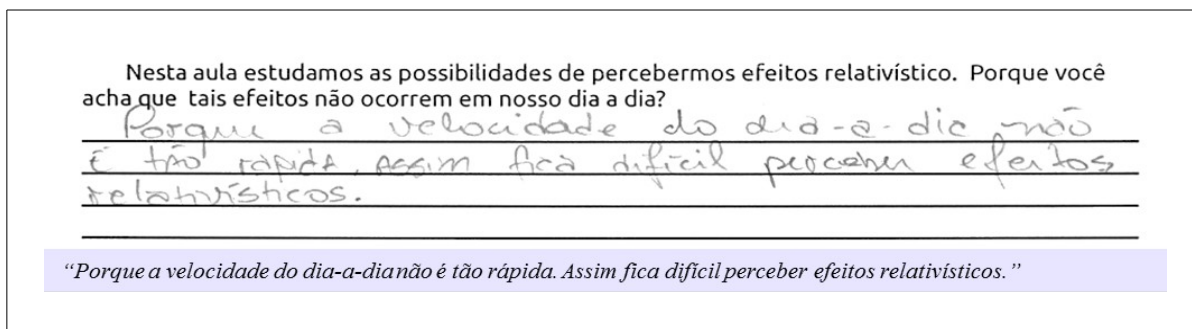 Nesta aula estudamos as possibilidades de percebermos efeitos relativístico. Porque você
acha que tais efeitos não ocorrem em nosso dia a dia?
Porque a velocidade do dia-a-dia não
é tão rápida. Assim fica difícil perceber efeitos
relativísticos.
“Porque a velocidade do dia-a-dianão é tão rápida. Assim fica difícil perceber efeitos relativísticos.”